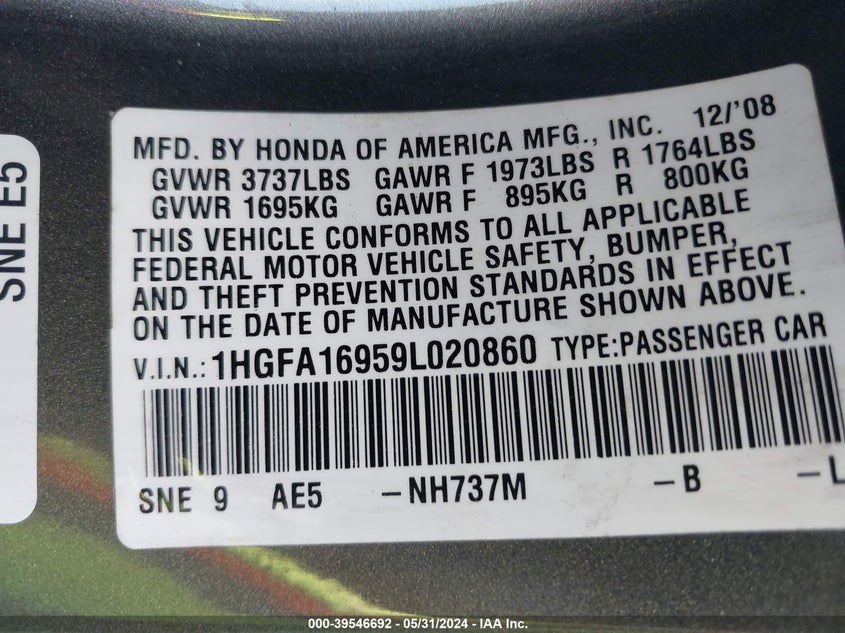 SNE E5
MFD. BY HONDA OF AMERICA MFG., INC. 12/'08
GVWR 3737LBS GAWR F 1973LBS R 1764LBS
GVWR 1695KG GAWR F 895KG R 800KG
THIS VEHICLE CONFORMS TO ALL APPLICABLE
FEDERAL MOTOR VEHICLE SAFETY, BUMPER,
AND THEFT PREVENTION STANDARDS IN EFFECT
ON THE DATE OF MANUFACTURE SHOWN ABOVE.
V.I.N.: 1HGFA16959L020860 TYPE:PASSENGER CAR
SNE 9 AE5 -NH737M -B -L
000-39546692 - 05/31/2024 - IAA Inc.